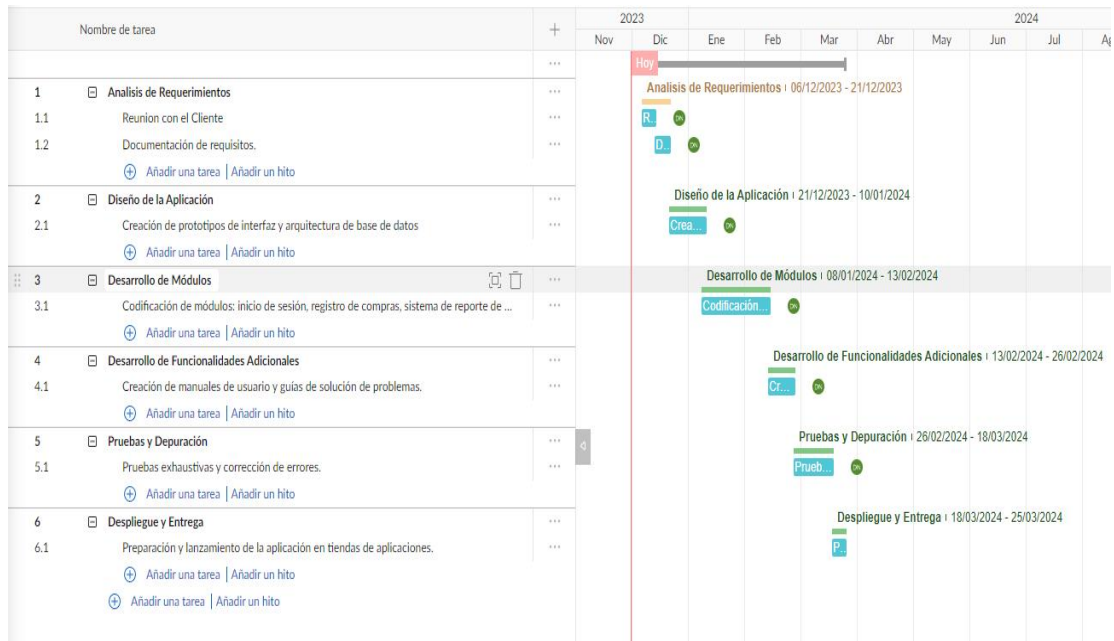 2023 2024
Nombre de tarea
Nov Dic Ene Feb Mar Abr May Jun Jul
Hoy
1 Analisis de Requerimientos Analisis de Requerimientos 06/12/2023 - 21/12/2023
1.1 Reunion con el Cliente R... DN
1.2 Documentación de requisitos. D... DN
Añadir una tarea | Añadir un hito
2 Diseño de la Aplicación Diseño de la Aplicación 21/12/2023 - 10/01/2024
2.1 Creación de prototipos de interfaz y arquitectura de base de datos Crea... DN
Añadir una tarea | Añadir un hito
3 Desarrollo de Módulos Desarrollo de Módulos 08/01/2024 - 13/02/2024
3.1 Codificación de módulos: inicio de sesión, registro de compras, sistema de reporte de ... Codificación... DN
Añadir una tarea | Añadir un hito
4 Desarrollo de Funcionalidades Adicionales Desarrollo de Funcionalidades Adicionales 13/02/2024 - 26/02/2024
4.1 Creación de manuales de usuario y guías de solución de problemas. Cr... DN
Añadir una tarea | Añadir un hito
5 Pruebas y Depuración Pruebas y Depuración 26/02/2024 - 18/03/2024
5.1 Pruebas exhaustivas y corrección de errores. Prueb... DN
Añadir una tarea | Añadir un hito
6 Despliegue y Entrega Despliegue y Entrega 18/03/2024 - 25/03/2024
6.1 Preparación y lanzamiento de la aplicación en tiendas de aplicaciones. P...
Añadir una tarea | Añadir un hito
Añadir una tarea | Añadir un hito